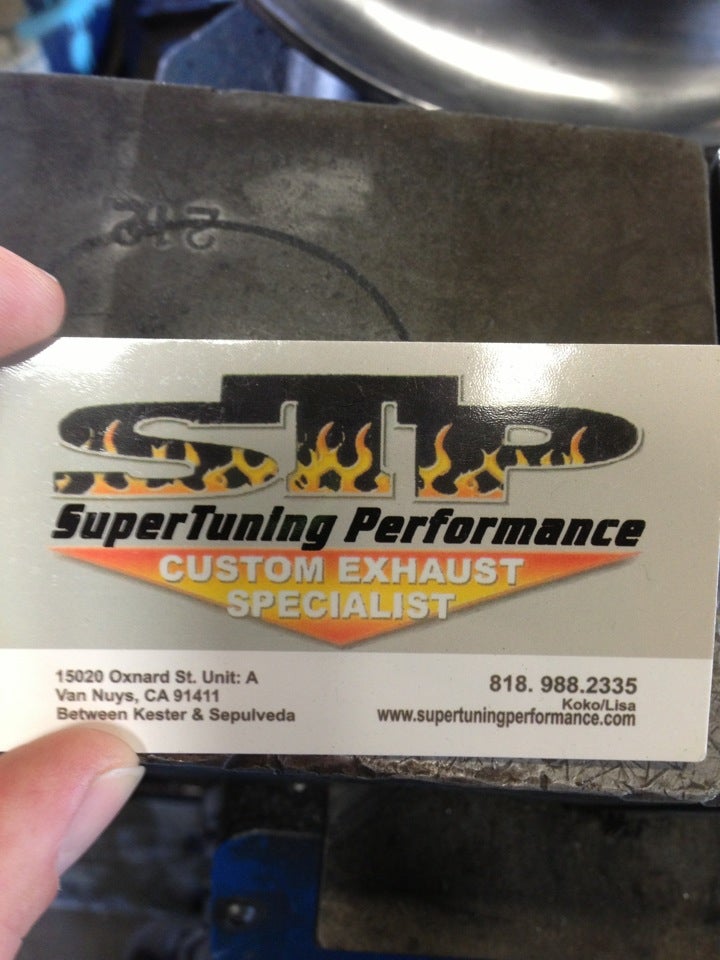 STP
SuperTuning Performance
CUSTOM EXHAUST
SPECIALIST
15020 Oxnard St. Unit: A
Van Nuys, CA 91411
Between Kester & Sepulveda
818. 988.2335
Koko/Lisa
www.supertuningperformance.com